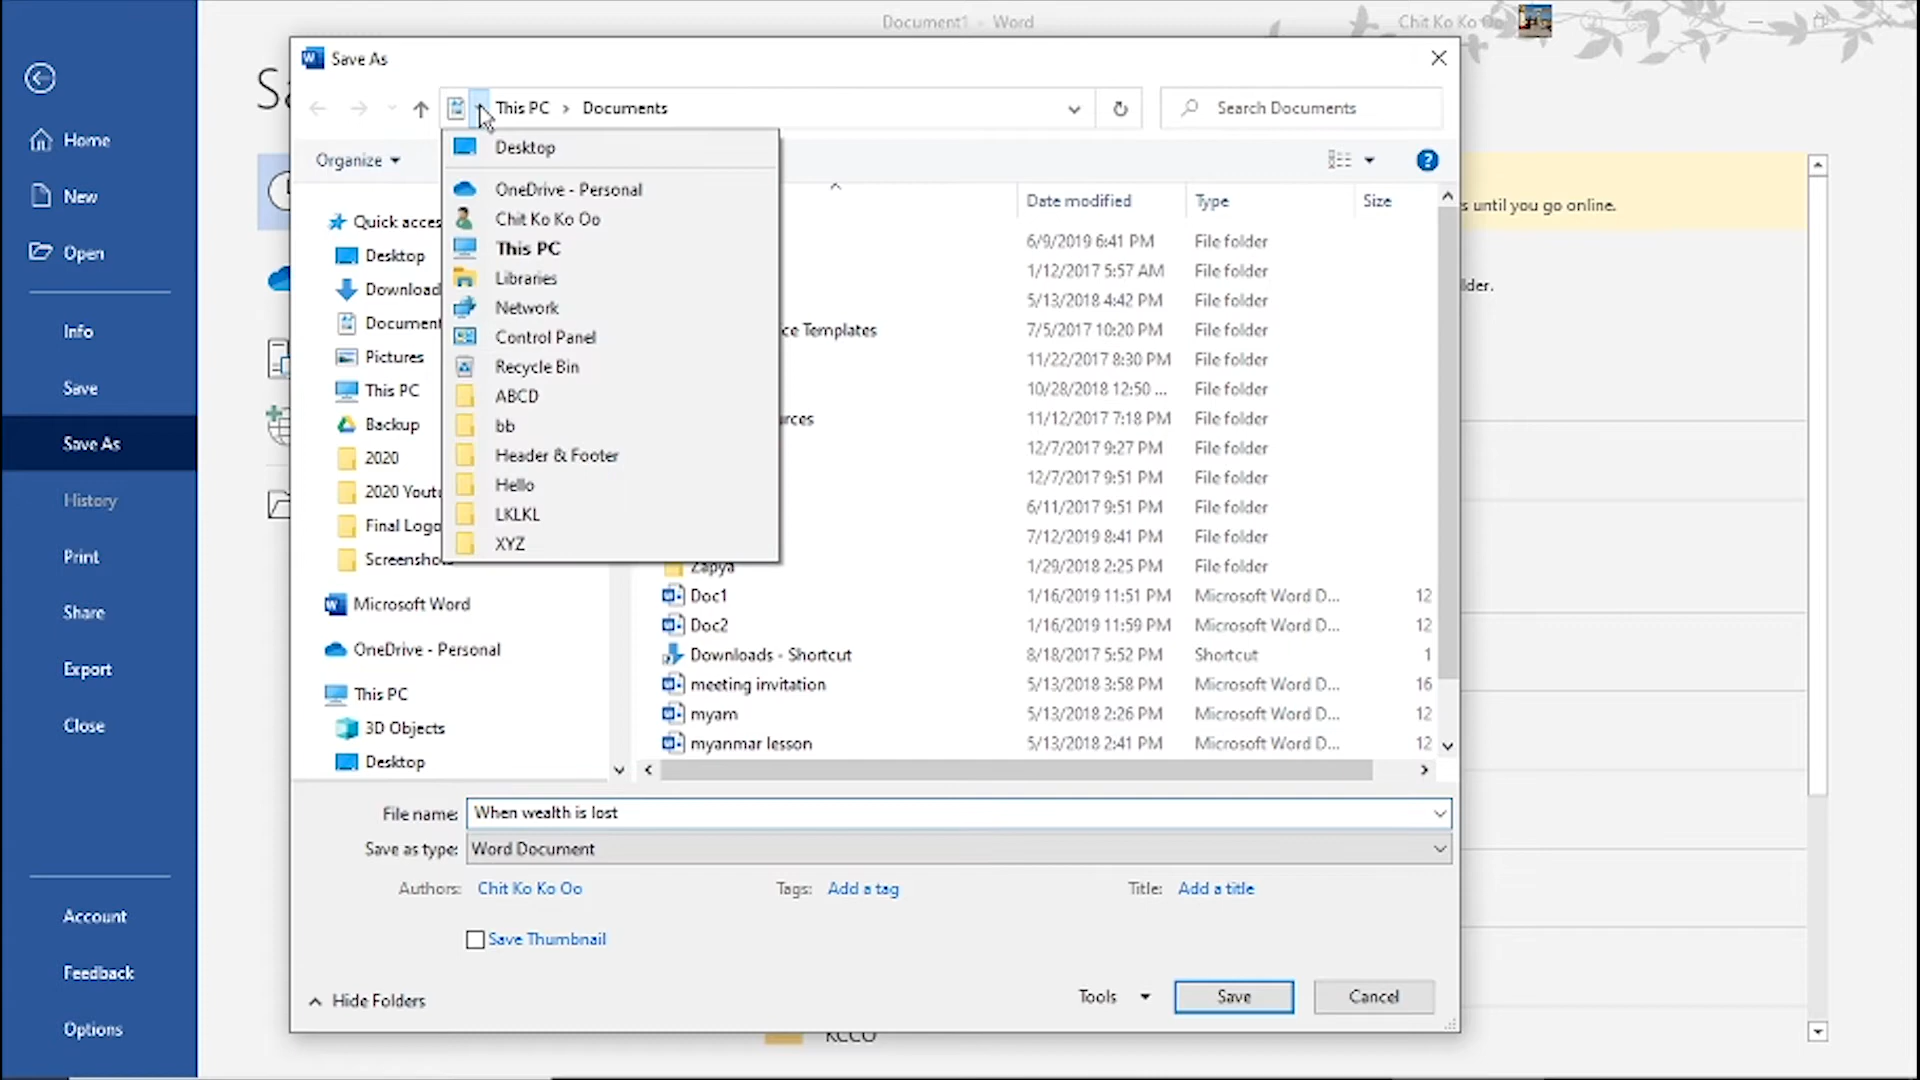 Document1 - Word
Chit Ko Ko Oo
Save As
This PC › Documents
Search Documents
Organize
Home
New
Open
Info
Save
Save As
History
Print
Share
Export
Close
Account
Feedback
Options
Quick acces
Desktop
Download
Document
Pictures
This PC
Backup
2020
2020 Youtu
Final Logo
Screenshot
Microsoft Word
OneDrive - Personal
This PC
3D Objects
Desktop
Desktop
OneDrive - Personal
Chit Ko Ko Oo
This PC
Libraries
Network
Control Panel
Recycle Bin
ABCD
bb
Header & Footer
Hello
LKLKL
XYZ
Date modified Type Size
6/9/2019 6:41 PM File folder
1/12/2017 5:57 AM File folder
5/13/2018 4:42 PM File folder
ce Templates 7/5/2017 10:20 PM File folder
11/22/2017 8:30 PM File folder
10/28/2018 12:50 ... File folder
urces 11/12/2017 7:18 PM File folder
12/7/2017 9:27 PM File folder
12/7/2017 9:51 PM File folder
6/11/2017 9:51 PM File folder
7/12/2019 8:41 PM File folder
Zapya 1/29/2018 2:25 PM File folder
Doc1 1/16/2019 11:51 PM Microsoft Word D... 12
Doc2 1/16/2019 11:59 PM Microsoft Word D... 12
Downloads - Shortcut 8/18/2017 5:52 PM Shortcut 1
meeting invitation 5/13/2018 3:58 PM Microsoft Word D... 16
myam 5/13/2018 2:26 PM Microsoft Word D... 12
myanmar lesson 5/13/2018 2:41 PM Microsoft Word D... 12
s until you go online.
lder.
File name: When wealth is lost
Save as type: Word Document
Authors: Chit Ko Ko Oo Tags: Add a tag Title: Add a title
Save Thumbnail
Hide Folders
Tools Save Cancel
KCCO